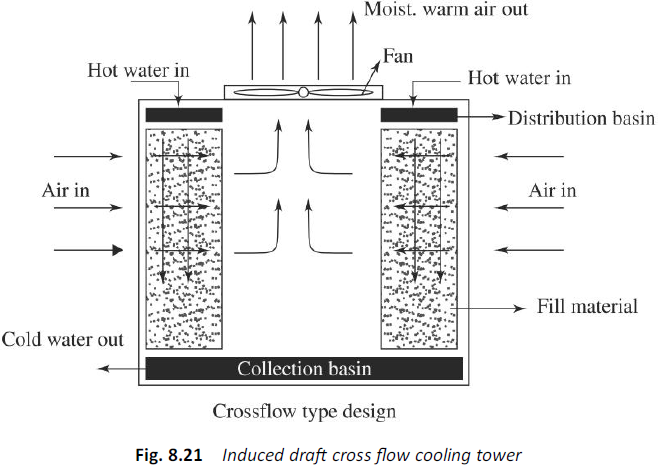 Moist. warm air out
Fan
Hot water in
Hot water in
Distribution basin
Air in
Air in
Fill material
Cold water out
Collection basin
Crossflow type design
Fig. 8.21 Induced draft cross flow cooling tower